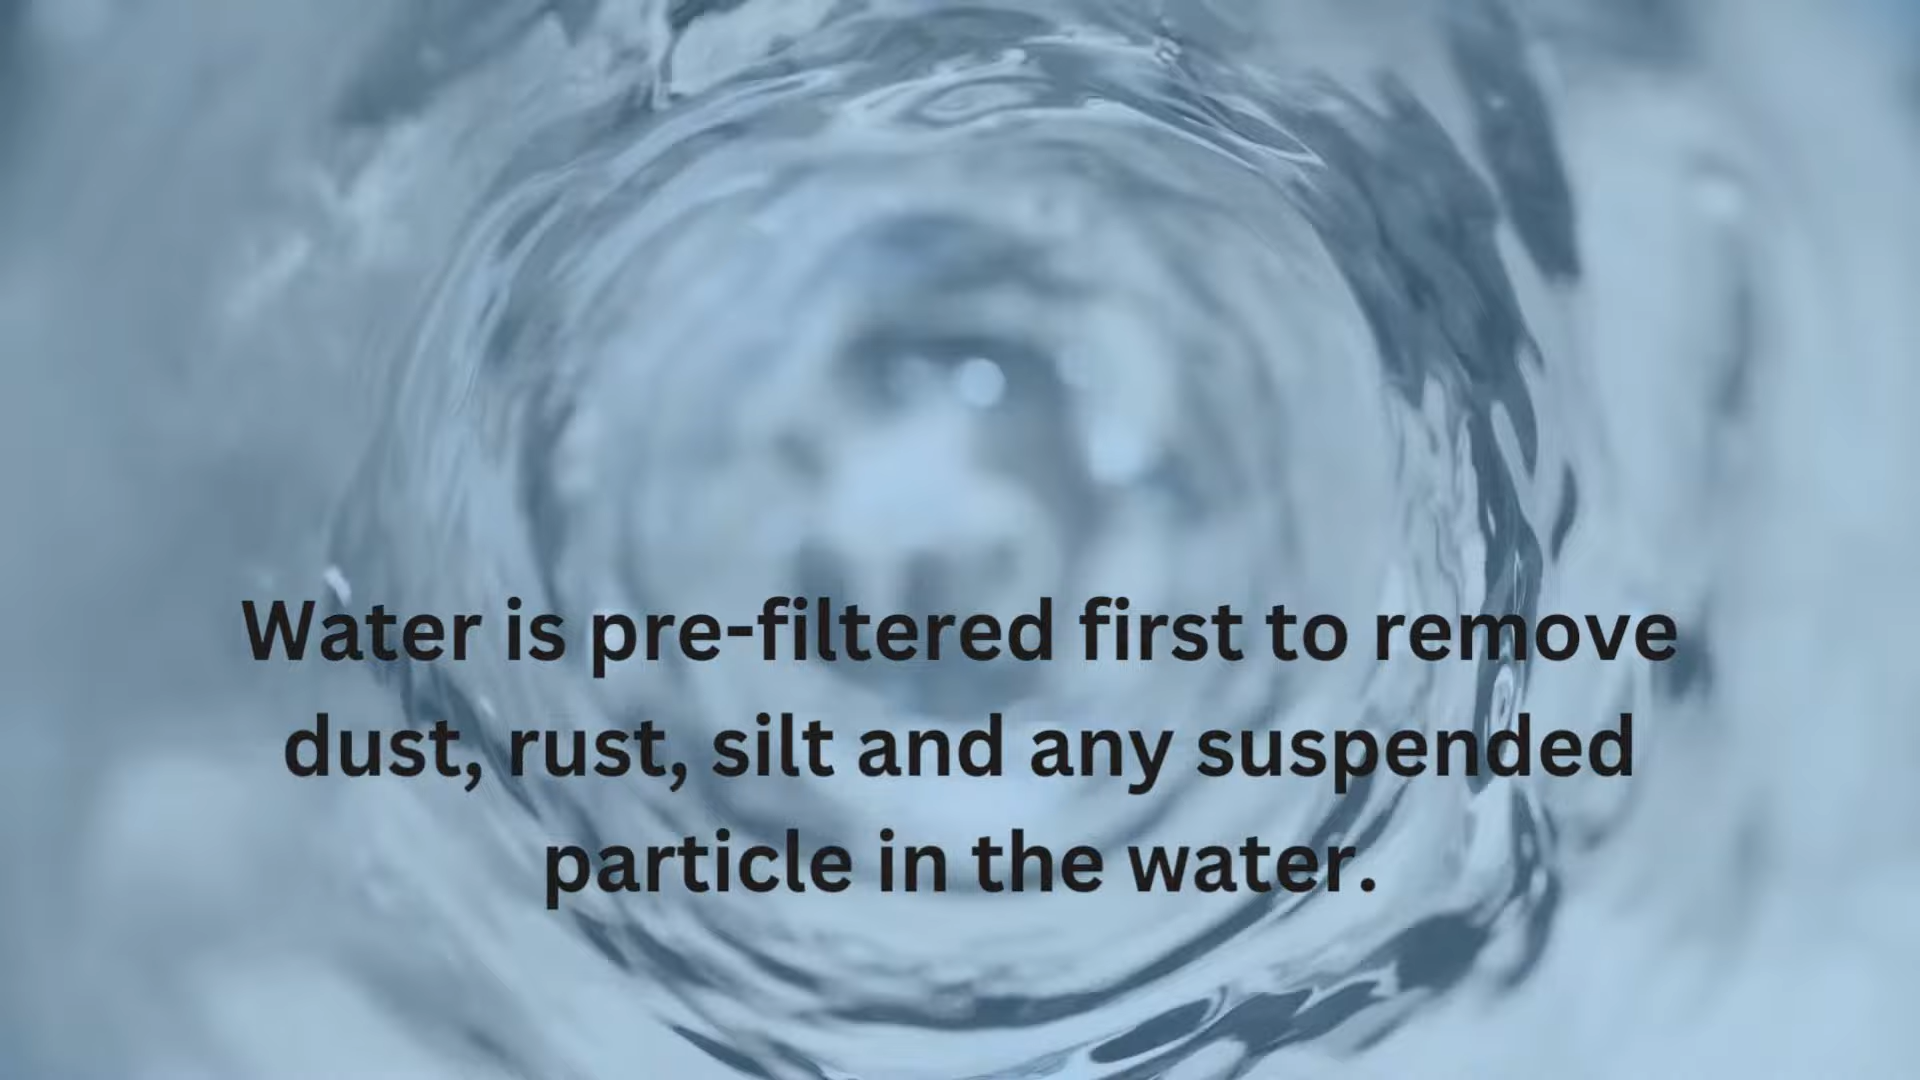 Water is pre-filtered first to remove
dust, rust, silt and any suspended
particle in the water.